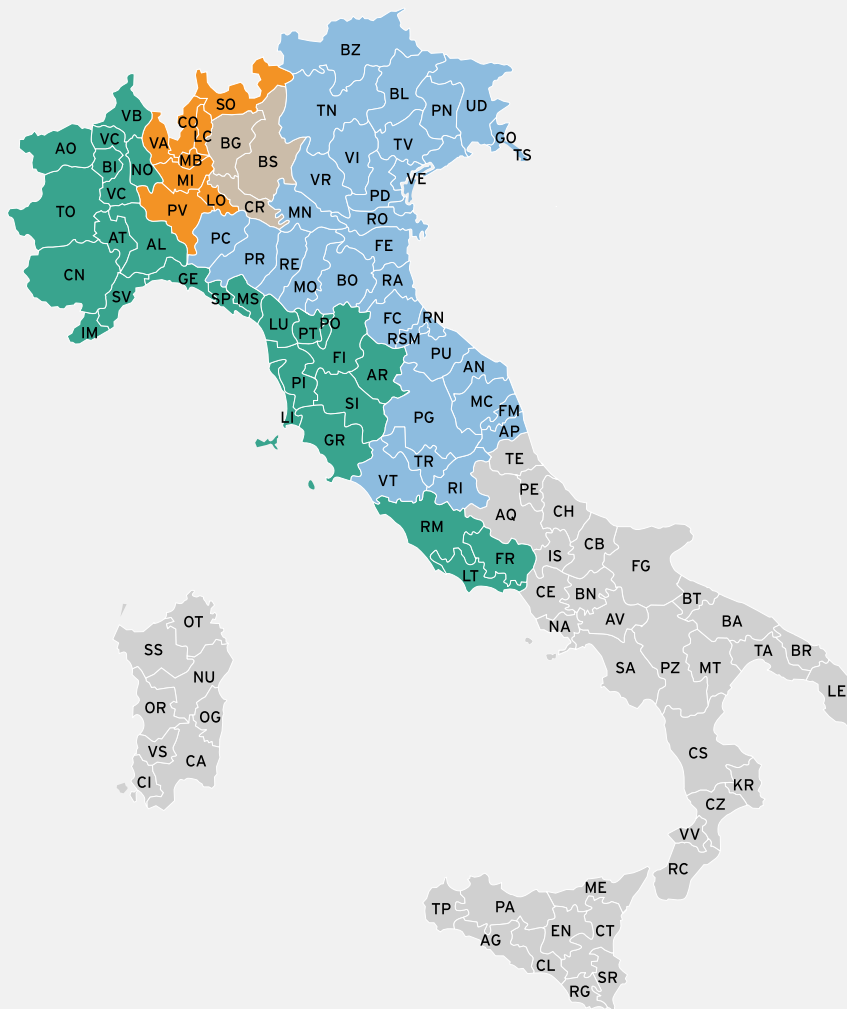 BZ
SO
TN
BL
PN
UD
VB
CO
LC
VA
BG
BS
VC
AO
BI
NO
MB
MI
VI
TV
GO
TS
VC
TO
PV
LO
CR
VR
MN
PD
VE
RO
AT
AL
PC
PR
RE
FE
CN
GE
MO
BO
RA
SV
SP
MS
IM
LU
PT
PO
FC
RN
RSM
FI
PU
AN
PI
AR
LI
SI
MC
FM
GR
PG
AP
TR
VT
RI
TE
PE
AQ
CH
RM
FR
LT
IS
CB
FG
CE
BN
BT
NA
AV
BA
SA
PZ
MT
TA
BR
LE
OT
SS
NU
OR
OG
VS
CA
CI
CS
KR
CZ
VV
RC
ME
TP
PA
AG
EN
CT
CL
SR
RG